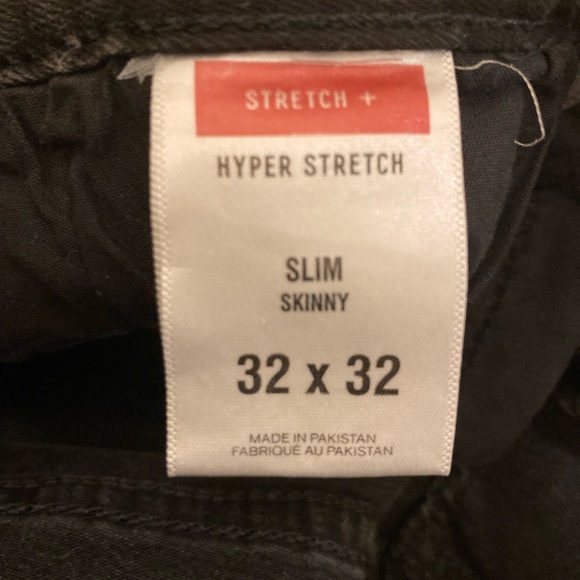 STRETCH +
HYPER STRETCH
SLIM
SKINNY
32 x 32
MADE IN PAKISTAN
FABRIQUÉ AU PAKISTAN